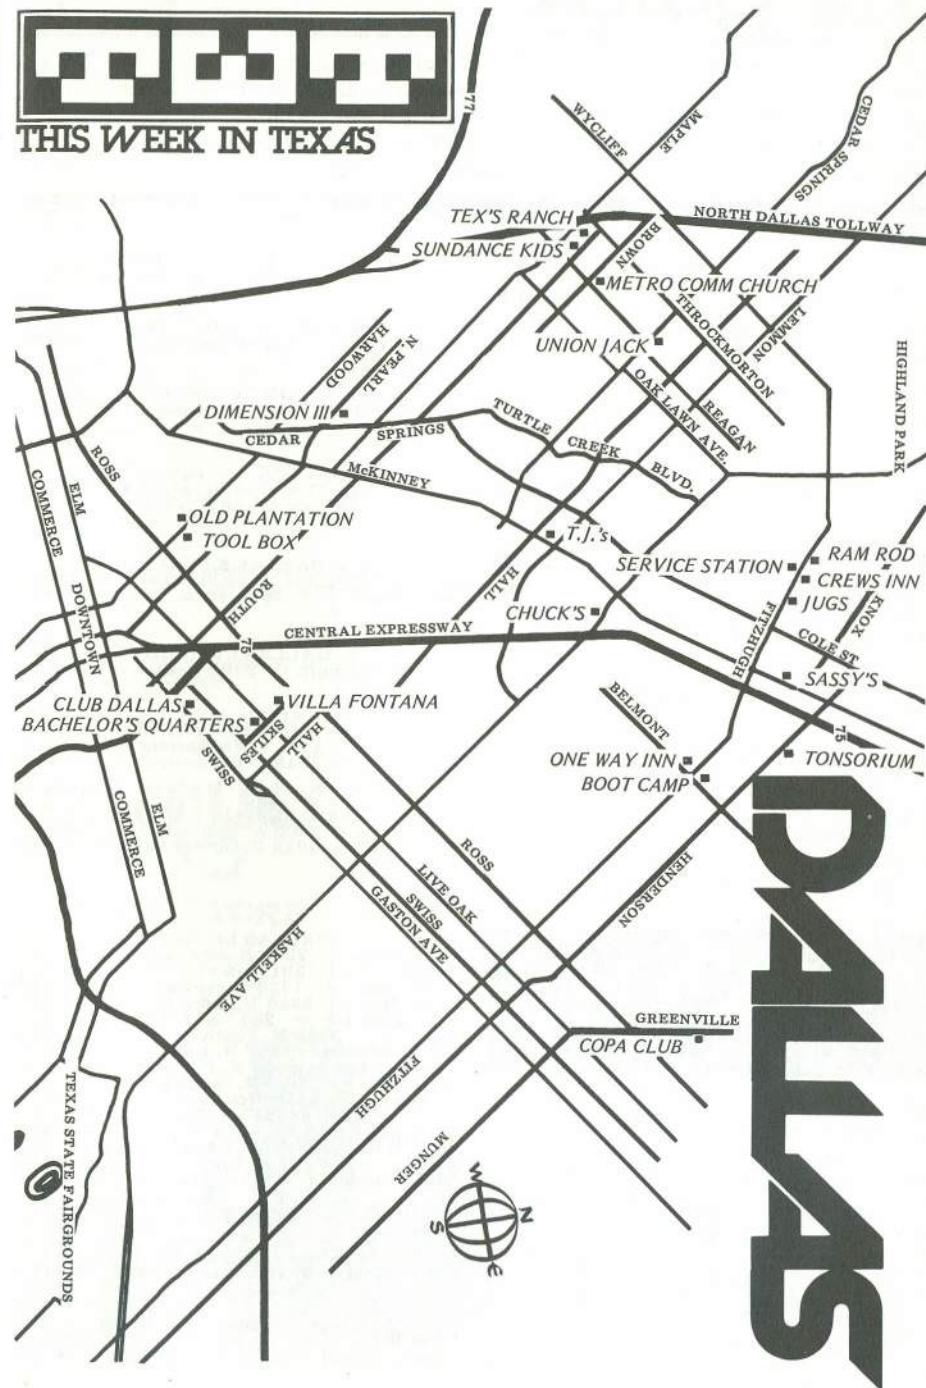 TWT
THIS WEEK IN TEXAS
77
WYCLIFF
MAPLE
CEDAR SPRINGS
TEX'S RANCH
NORTH DALLAS TOLLWAY
SUNDANCE KIDS
BROWN
METRO COMM CHURCH
THROCKMORTON
LEMMON
UNION JACK
HIGHLAND PARK
HARWOOD
N. PEARL
OAK LAWN AVE.
REAGAN
DIMENSION III
CEDAR
SPRINGS
TURTLE
CREEK
BLVD.
McKINNEY
ROSS
ELM
COMMERCE
OLD PLANTATION
TOOL BOX
T.J.'s
HALL
SERVICE STATION
RAM ROD
CREWS INN
JUGS
KNOX
DOWNTOWN
ROUTH
CHUCK'S
FITZHUGH
75
CENTRAL EXPRESSWAY
COLE ST
SASSY'S
CLUB DALLAS
VILLA FONTANA
BACHELOR'S QUARTERS
SKILES
HALL
SWISS
BELMONT
75
ONE WAY INN
BOOT CAMP
TONSORIUM
COMMERCE
ELM
ROSS
HENDERSON
LIVE OAK
SWISS
GASTON AVE
HASKELL AVE
GREENVILLE
COPA CLUB
FITZHUGH
MUNGER
TEXAS STATE FAIRGROUNDS
W
N
S
E
DALLAS